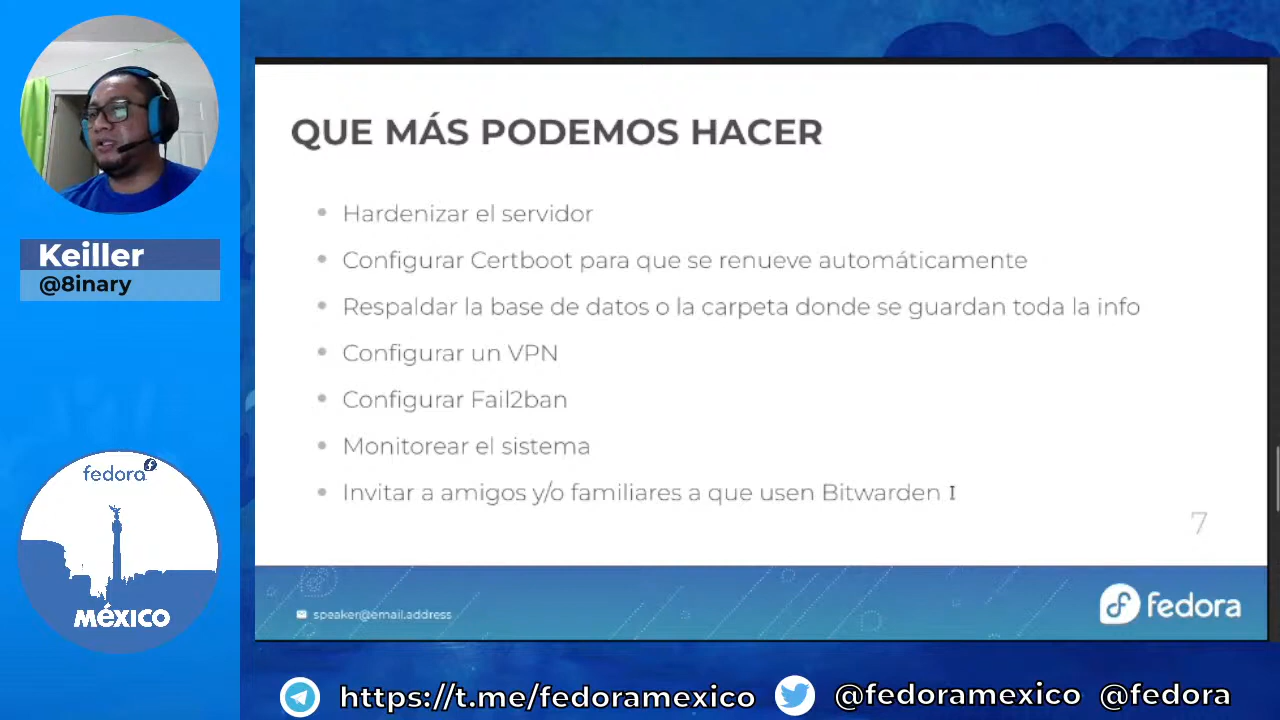 Keiller
@8inary
fedora
MÉXICO
QUE MÁS PODEMOS HACER
• Hardenizar el servidor
• Configurar Certboot para que se renueve automáticamente
• Respaldar la base de datos o la carpeta donde se guardan toda la info
• Configurar un VPN
• Configurar Fail2ban
• Monitorear el sistema
• Invitar a amigos y/o familiares a que usen Bitwarden
7
speaker@email.address
fedora
https://t.me/fedoramexico @fedoramexico @fedora